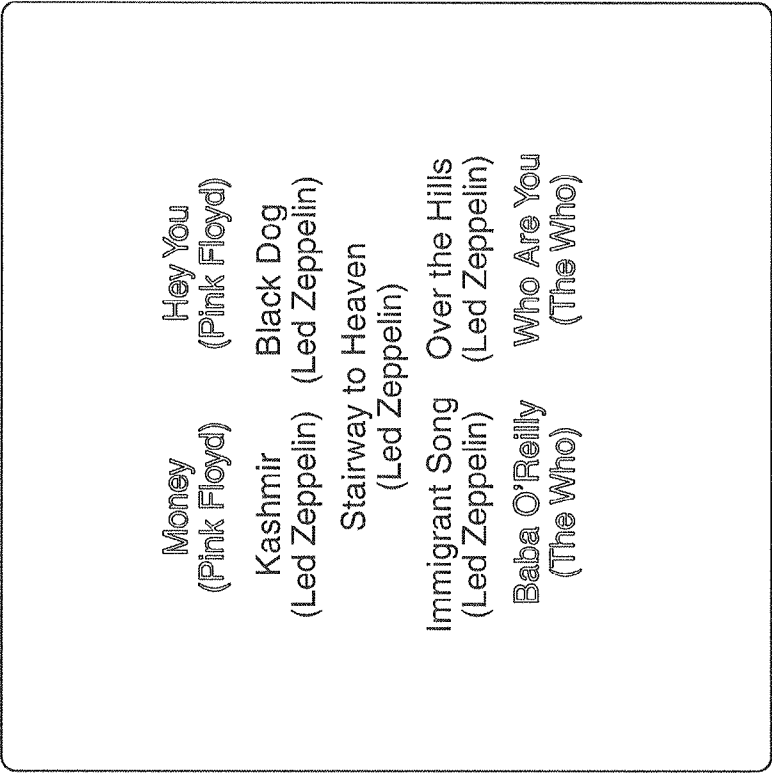 Money
(Pink Floyd)
Hey You
(Pink Floyd)
Kashmir
(Led Zeppelin)
Black Dog
(Led Zeppelin)
Stairway to Heaven
(Led Zeppelin)
Immigrant Song
(Led Zeppelin)
Over the Hills
(Led Zeppelin)
Baba O'Reilly
(The Who)
Who Are You
(The Who)